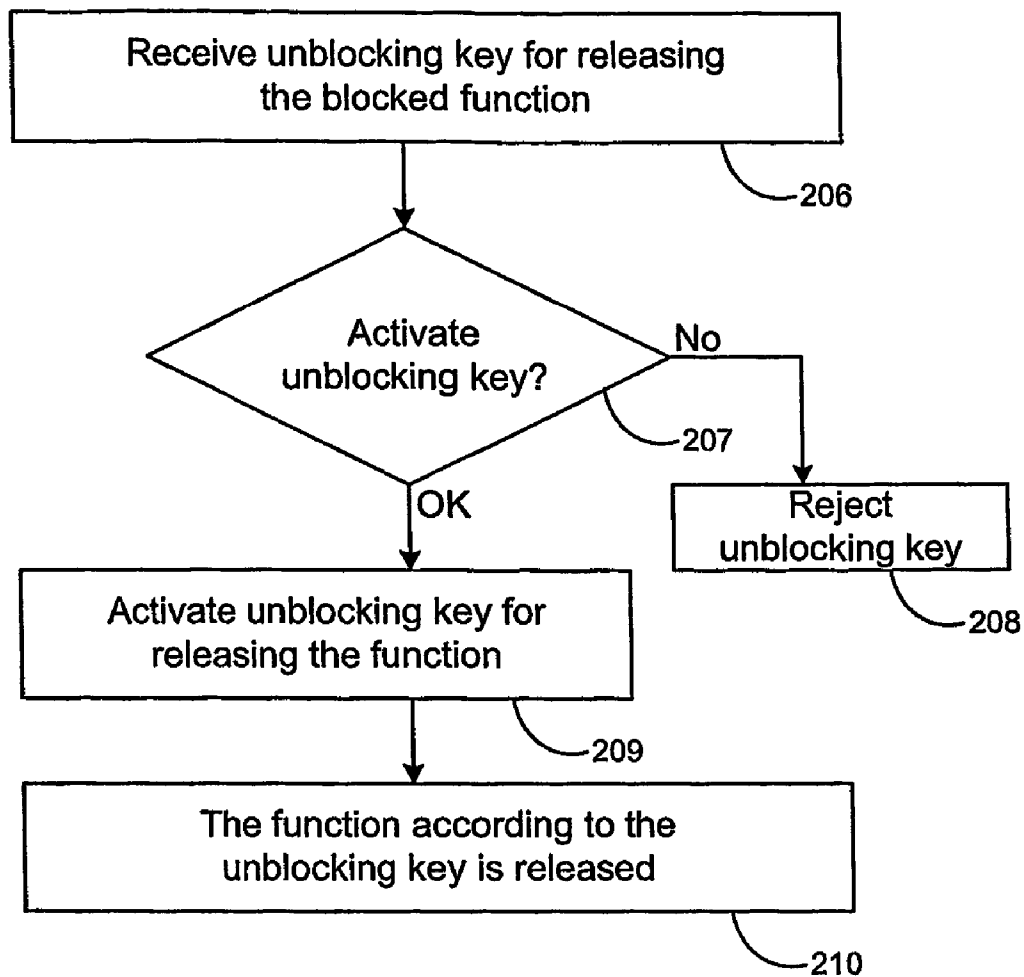 Receive unblocking key for releasing
the blocked function
206
Activate
unblocking key?
No
207
OK
Reject
unblocking key
208
Activate unblocking key for
releasing the function
209
The function according to the
unblocking key is released
210